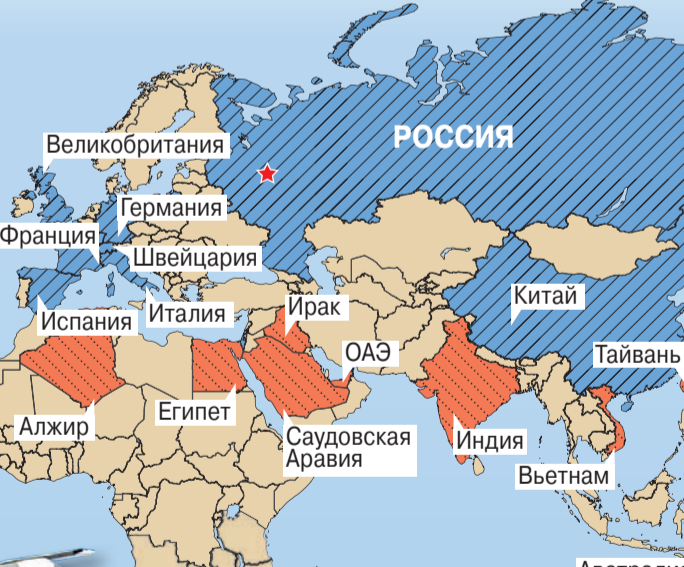 РОССИЯ
Великобритания
Германия
Франция
Швейцария
Испания
Италия
Ирак
Китай
ОАЭ
Тайвань
Алжир
Египет
Саудовская
Аравия
Индия
Вьетнам